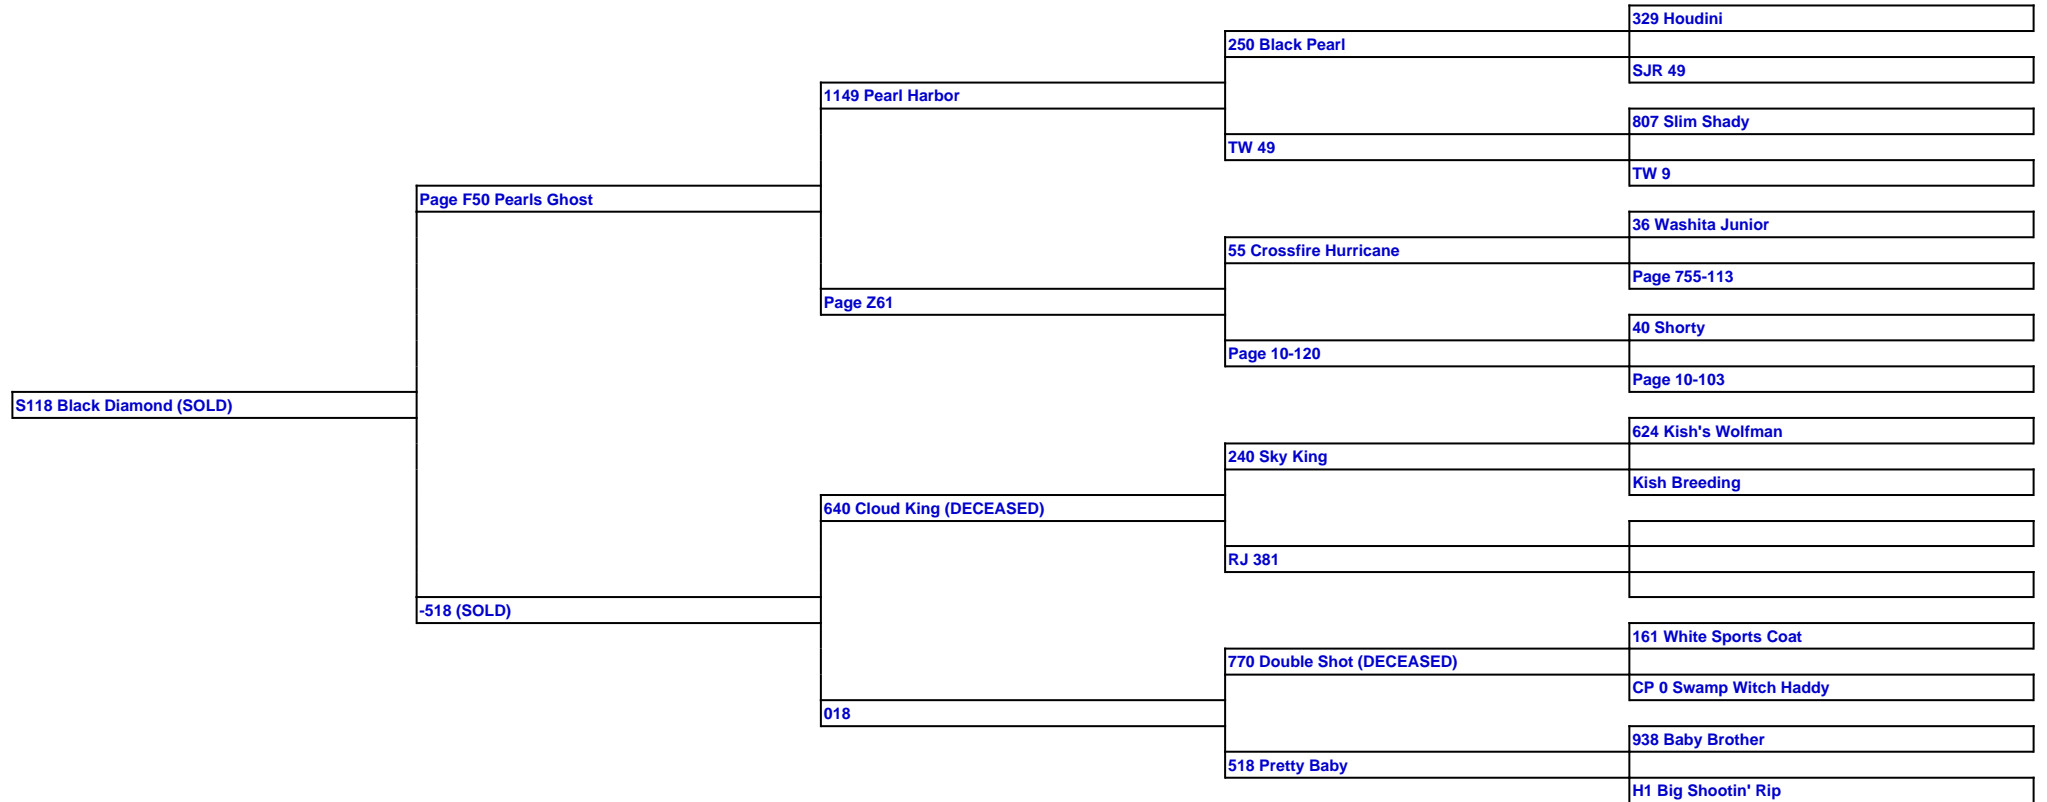 329 Houdini
250 Black Pearl
SJR 49
1149 Pearl Harbor
807 Slim Shady
TW 49
TW 9
Page F50 Pearls Ghost
36 Washita Junior
55 Crossfire Hurricane
Page 755-113
Page Z61
40 Shorty
Page 10-120
Page 10-103
S118 Black Diamond (SOLD)
624 Kish's Wolfman
240 Sky King
Kish Breeding
640 Cloud King (DECEASED)
RJ 381
-518 (SOLD)
161 White Sports Coat
770 Double Shot (DECEASED)
CP 0 Swamp Witch Haddy
018
938 Baby Brother
518 Pretty Baby
H1 Big Shootin' Rip